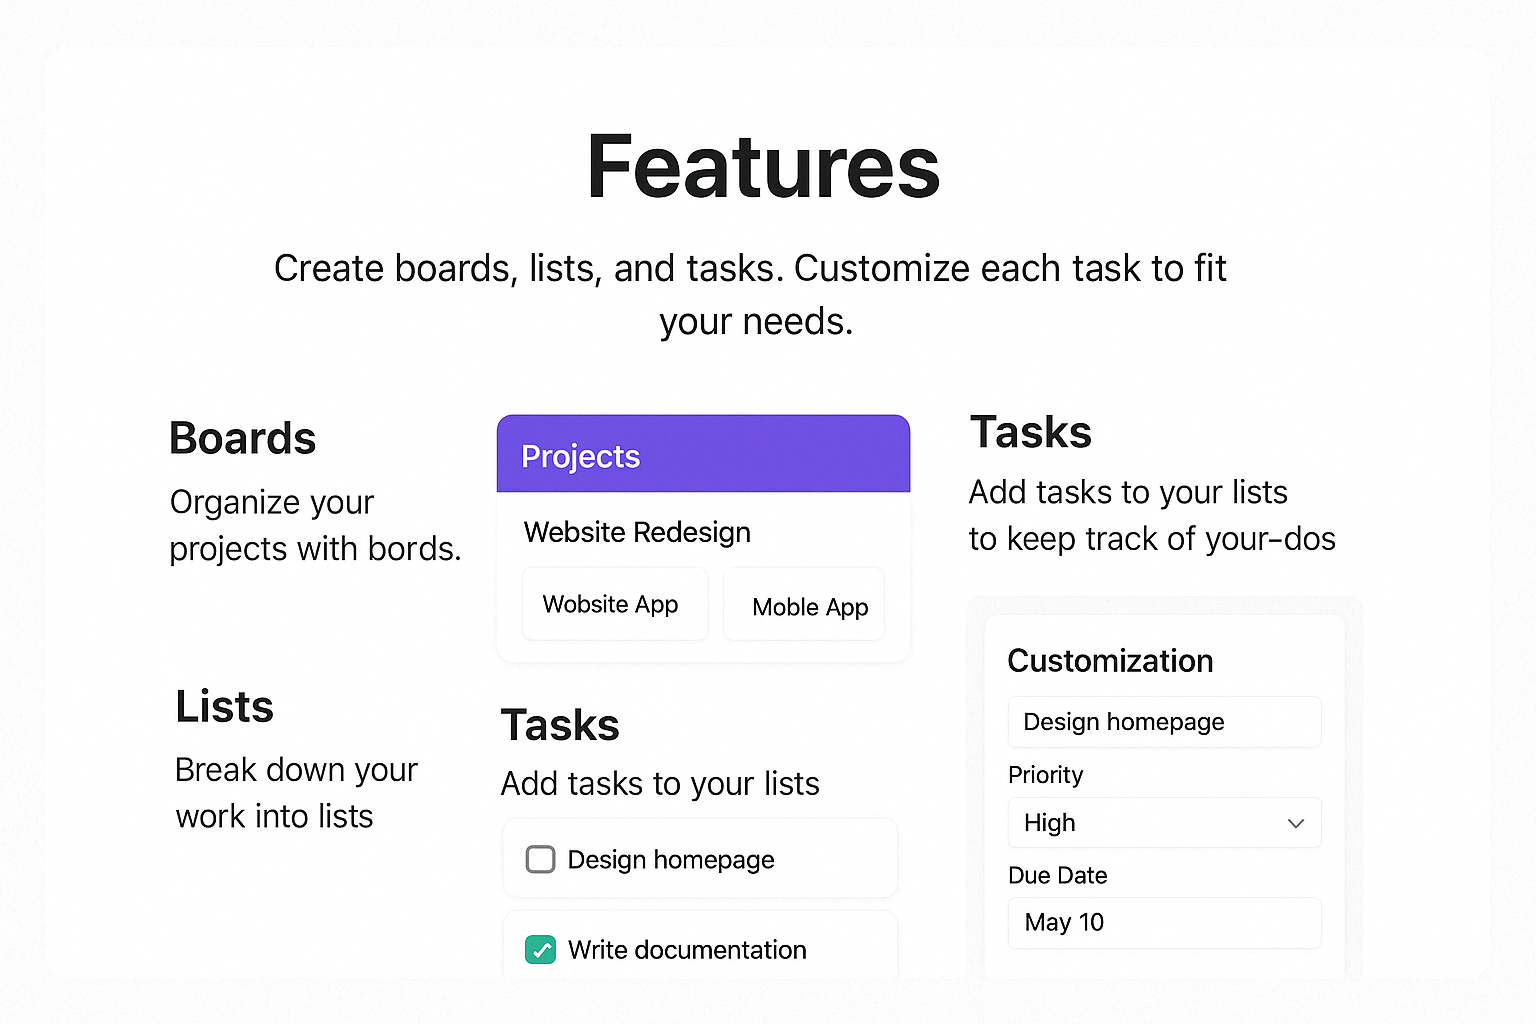 Features
Create boards, lists, and tasks. Customize each task to fit
your needs.
Boards
Organize your
projects with bords.
Projects
Website Redesign
Wobsite App
Moble App
Tasks
Add tasks to your lists
to keep track of your-dos
Lists
Break down your
work into lists
Tasks
Add tasks to your lists
Design homepage
Write documentation
Customization
Design homepage
Priority
High
Due Date
May 10